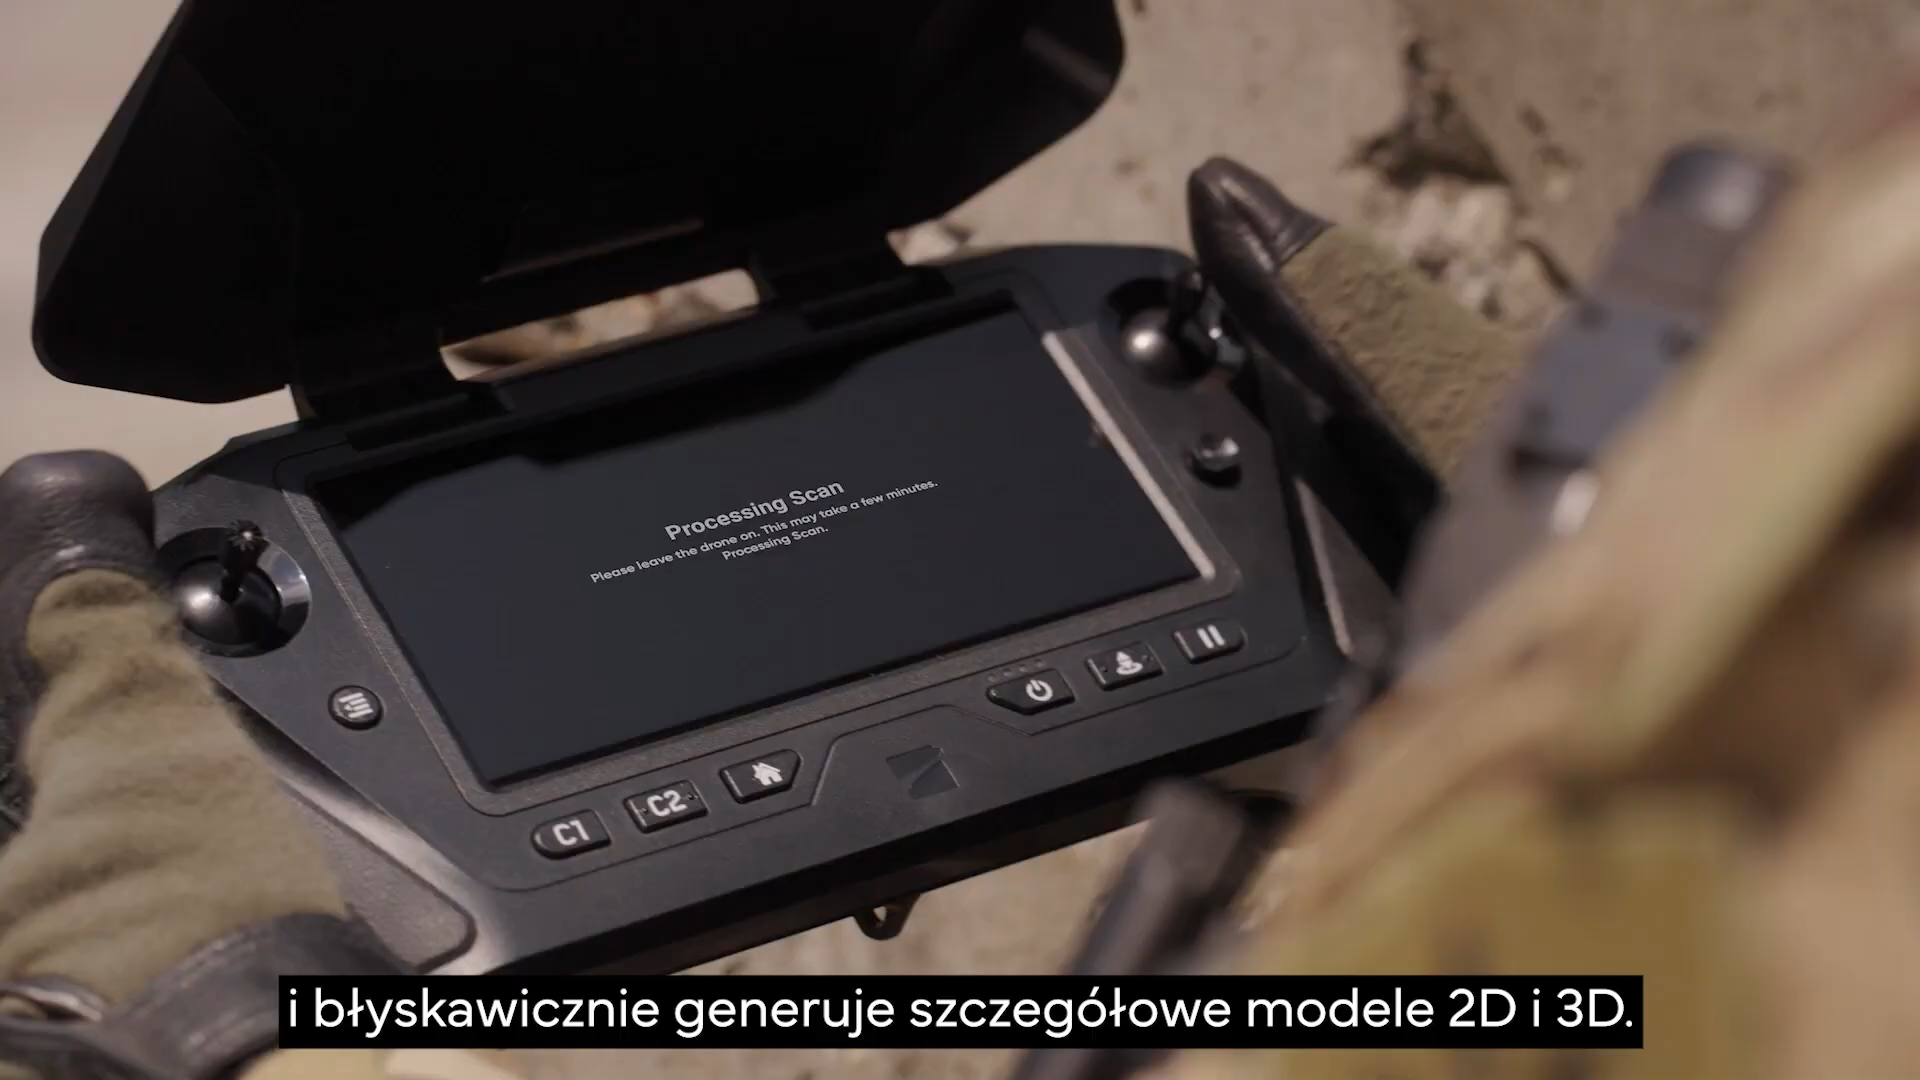 Processing Scan
Please leave the drone on. This may take a few minutes.
Processing Scan.
C1
C2
i błyskawicznie generuje szczegółowe modele 2D i 3D.